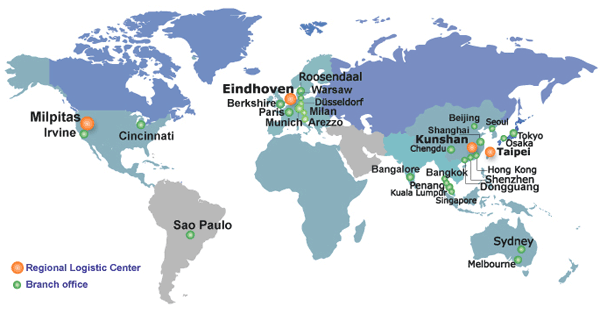 Roosendaal
Eindhoven
Warsaw
Berkshire
Düsseldorf
Paris
Milan
Munich
Arezzo
Milpitas
Irvine
Cincinnati
Beijing
Seoul
Shanghai
Tokyo
Kunshan
Osaka
Chengdu
Taipei
Bangalore
Bangkok
Hong Kong
Shenzhen
Penang
Dongguang
Kuala Lumpur
Singapore
Sao Paulo
Sydney
Melbourne
Regional Logistic Center
Branch office